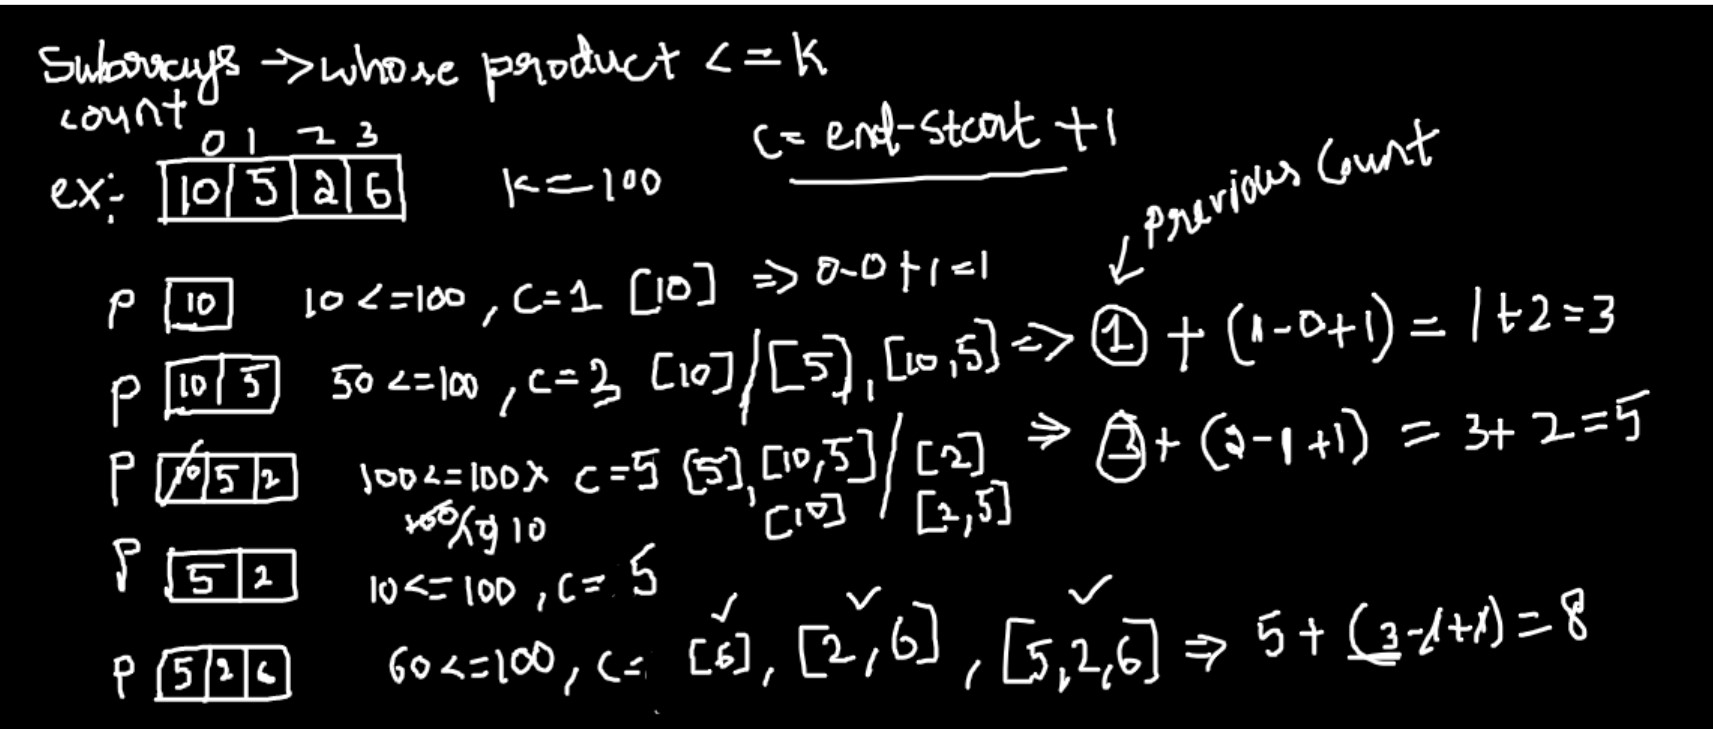 Subarrays -> whose product <= K
count
c = end-start + 1
0 1 2 3
ex:- 10 5 2 6 K=100
Previous Count
P 10 10<=100, C=1 [10] => 0-0+1=1
P 10 5 50<=100, C=3 [10] / [5], [10,5] => 1 + (1-0+1) = 1+2=3
P 10 5 2 100<=100x C=5 [5], [10,5] / [2] => 3 + (2-1+1) = 3+2=5
10 [10] [2,5]
P 5 2 10<=100, C= 5
P 5 2 6 60<=100, C= [6], [2,6], [5,2,6] => 5 + (3-1+1) = 8